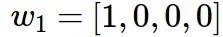 w₁ = [1, 0, 0, 0]